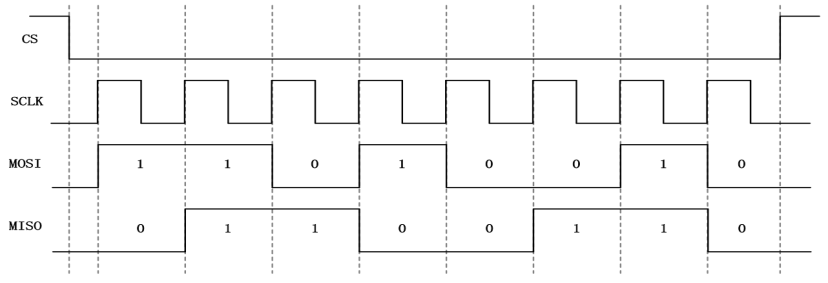 CS
SCLK
MOSI 1 1 0 1 0 0 1 0
MISO 0 1 1 0 0 1 1 0